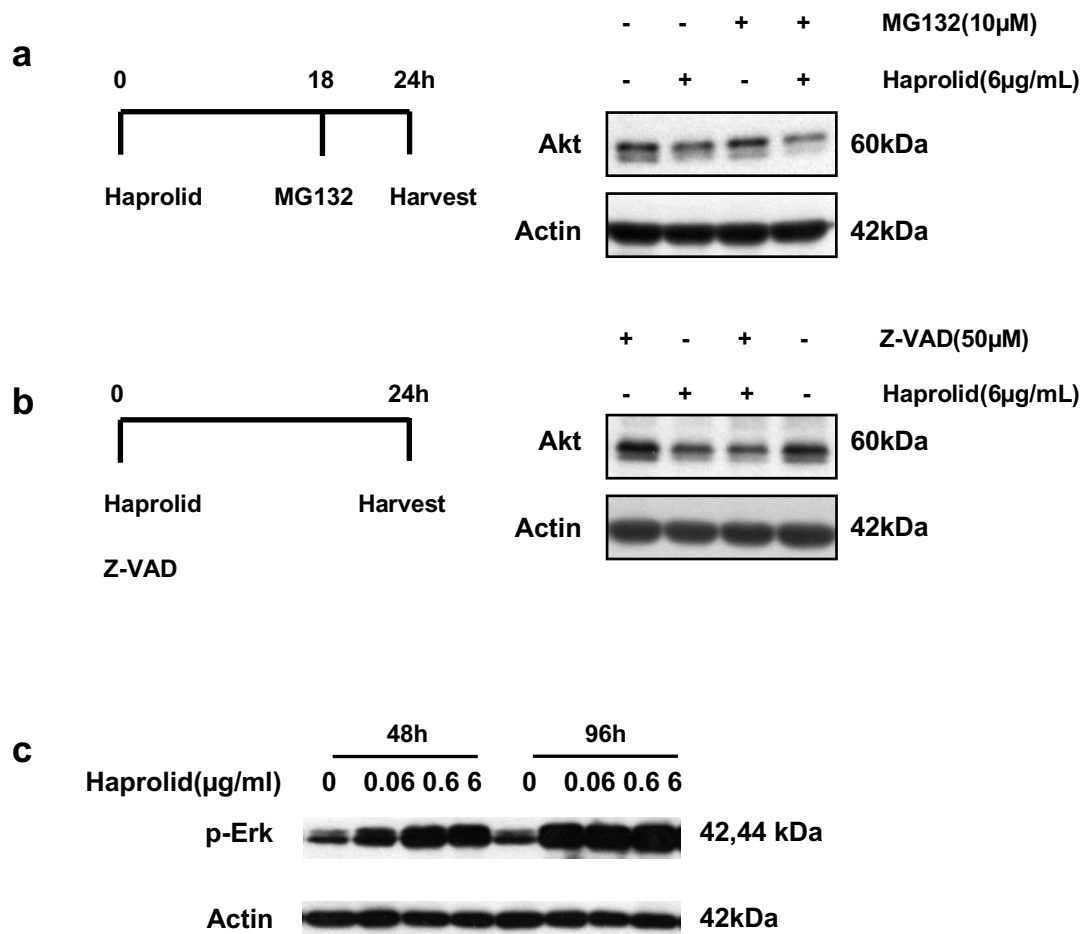 - - + + MG132(10µM)
a
0 18 24h
- + - + Haprolid(6µg/mL)
Akt 60kDa
Haprolid MG132 Harvest
Actin 42kDa
+ - + - Z-VAD(50µM)
b
0 24h
- + + - Haprolid(6µg/mL)
Akt 60kDa
Haprolid Harvest
Actin 42kDa
Z-VAD
c
48h 96h
Haprolid(µg/ml) 0 0.06 0.6 6 0 0.06 0.6 6
p-Erk 42,44 kDa
Actin 42kDa